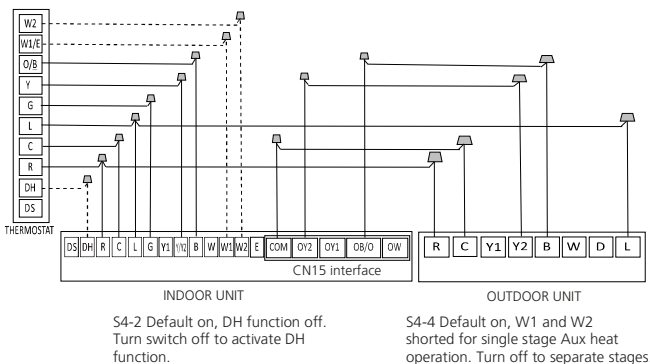 W2
W1/E
O/B
Y
G
L
C
R
DH
DS
THERMOSTAT
DS DH R C L G Y1 Y/Y2 B W W1 W2 E COM OY2 OY1 OB/O OW
CN15 interface
R C Y1 Y2 B W D L
INDOOR UNIT
OUTDOOR UNIT
S4-2 Default on, DH function off.
Turn switch off to activate DH
function.
S4-4 Default on, W1 and W2
shorted for single stage Aux heat
operation. Turn off to separate stages